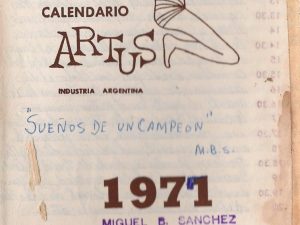 CALENDARIO
ARTUS
INDUSTRIA ARGENTINA
"SUEÑOS DE UN CAMPEON"
M.B.S.
1971
MIGUEL B. SANCHEZ